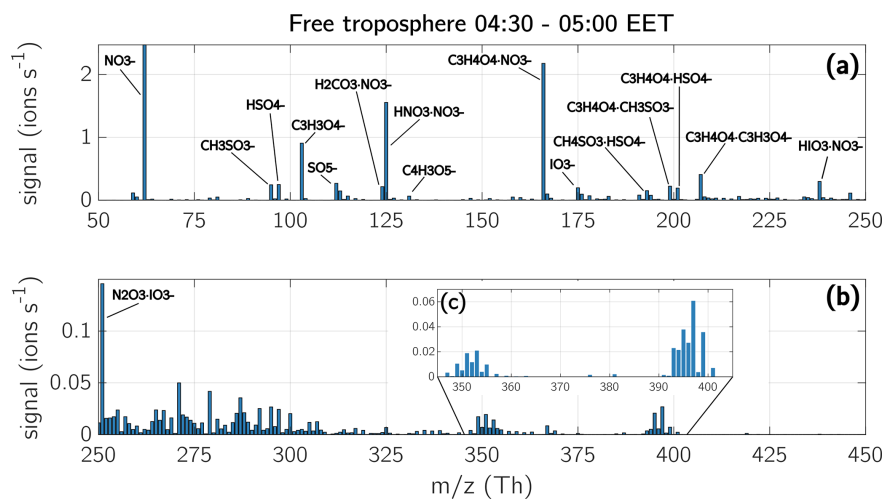 Free troposphere 04:30 - 05:00 EET
(a)
signal (ions s⁻¹)
2
1
0
NO3-
CH3SO3-
HSO4-
C3H3O4-
SO5-
H2CO3·NO3-
HNO3·NO3-
C4H3O5-
C3H4O4·NO3-
IO3-
CH4SO3·HSO4-
C3H4O4·CH3SO3-
C3H4O4·HSO4-
C3H4O4·C3H3O4-
HIO3·NO3-
50 75 100 125 150 175 200 225 250
(b)
signal (ions s⁻¹)
0.1
0.05
0
N2O3·IO3-
(c)
0.06
0.04
0.02
0
350 360 370 380 390 400
250 275 300 325 350 375 400 425 450
m/z (Th)